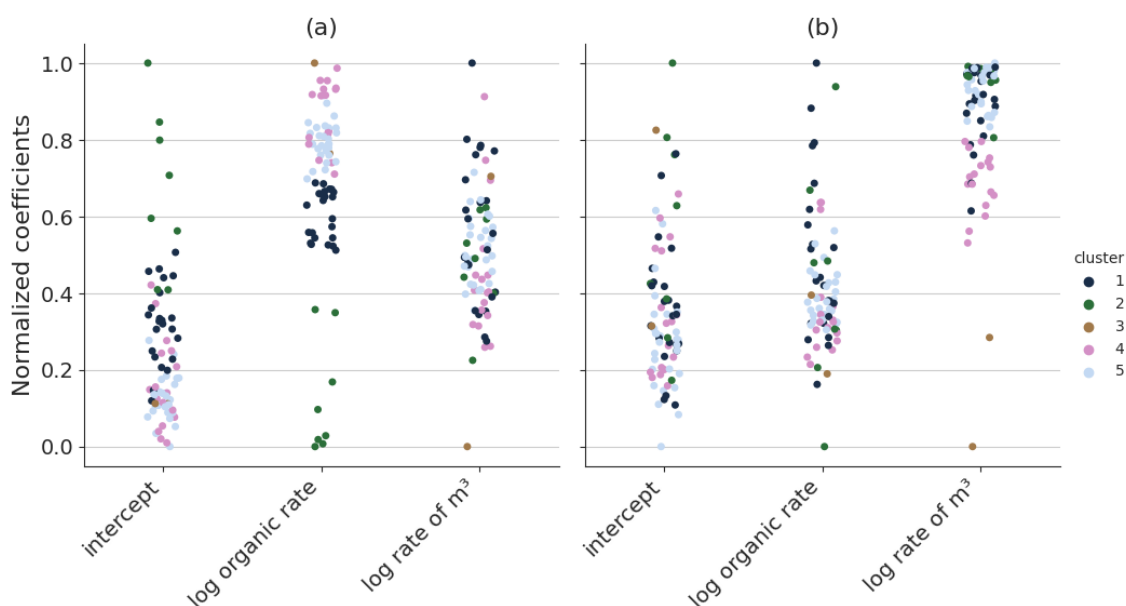 (a) (b)
Normalized coefficients
1.0
0.8
0.6
0.4
0.2
0.0
intercept
log organic rate
log rate of m³
intercept
log organic rate
log rate of m³
cluster
1
2
3
4
5